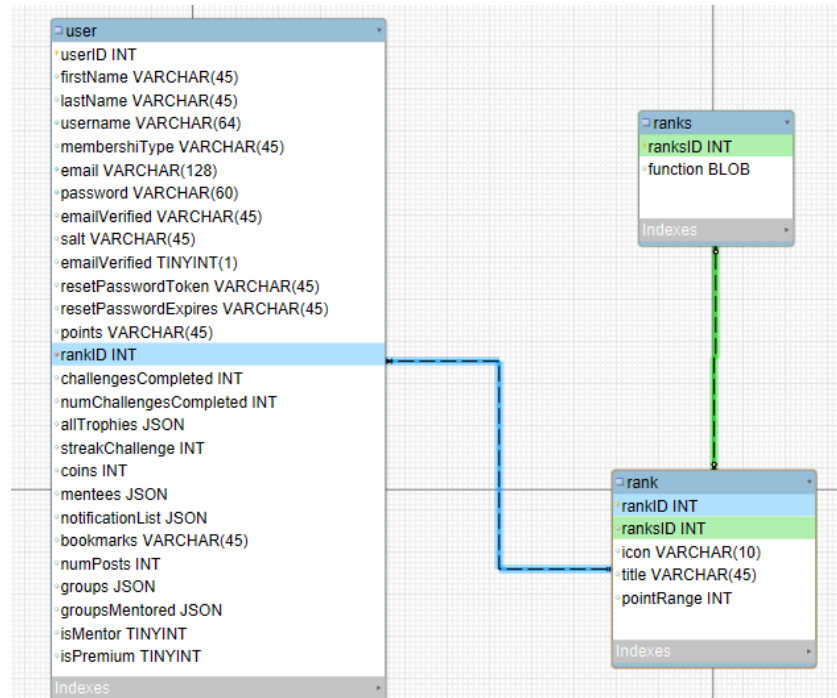 user
userID INT
firstName VARCHAR(45)
lastName VARCHAR(45)
username VARCHAR(64)
membershiType VARCHAR(45)
email VARCHAR(128)
password VARCHAR(60)
emailVerified VARCHAR(45)
salt VARCHAR(45)
emailVerified TINYINT(1)
resetPasswordToken VARCHAR(45)
resetPasswordExpires VARCHAR(45)
points VARCHAR(45)
rankID INT
challengesCompleted INT
numChallengesCompleted INT
allTrophies JSON
streakChallenge INT
coins INT
mentees JSON
notificationList JSON
bookmarks VARCHAR(45)
numPosts INT
groups JSON
groupsMentored JSON
isMentor TINYINT
isPremium TINYINT
Indexes
ranks
ranksID INT
function BLOB
Indexes
rank
rankID INT
ranksID INT
icon VARCHAR(10)
title VARCHAR(45)
pointRange INT
Indexes